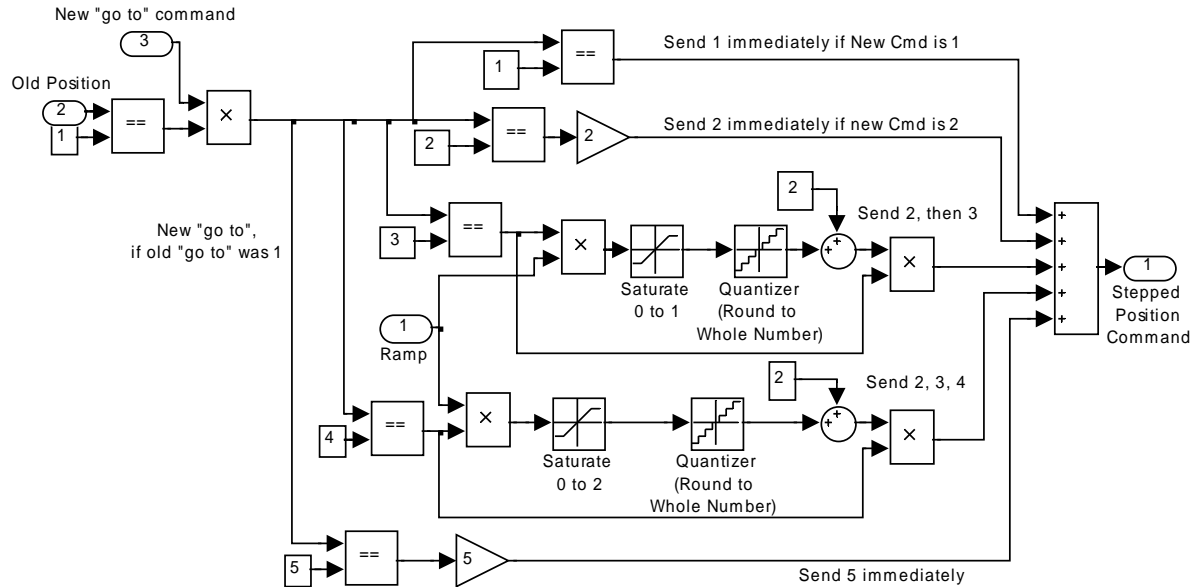 New "go to" command
3
Old Position
2
1
==
×
1
==
Send 1 immediately if New Cmd is 1
2
==
2
Send 2 immediately if new Cmd is 2
New "go to",
if old "go to" was 1
3
==
×
Saturate
0 to 1
Quantizer
(Round to
Whole Number)
2
+
+
Send 2, then 3
×
+
+
+
+
+
1
Stepped
Position
Command
1
Ramp
4
==
×
Saturate
0 to 2
Quantizer
(Round to
Whole Number)
2
+
+
Send 2, 3, 4
×
5
==
5
Send 5 immediately